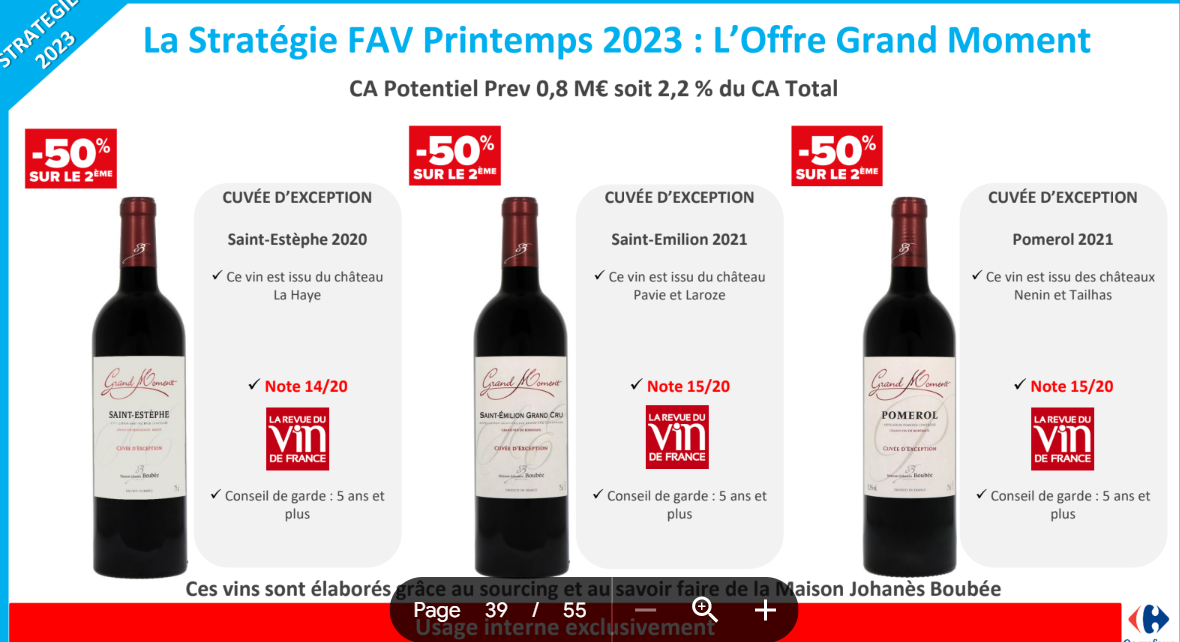 STRATEGIE
2023
La Stratégie FAV Printemps 2023 : L'Offre Grand Moment
CA Potentiel Prev 0,8 M€ soit 2,2 % du CA Total
-50%
SUR LE 2ÈME
CUVÉE D'EXCEPTION
Saint-Estèphe 2020
✓ Ce vin est issu du château
La Haye
✓ Note 14/20
LA REVUE DU
vin
DE FRANCE
✓ Conseil de garde : 5 ans et
plus
Grand Moment
SAINT-ESTÈPHE
CUVÉE D'EXCEPTION
Boubée
-50%
SUR LE 2ÈME
CUVÉE D'EXCEPTION
Saint-Emilion 2021
✓ Ce vin est issu du château
Pavie et Laroze
✓ Note 15/20
LA REVUE DU
vin
DE FRANCE
✓ Conseil de garde : 5 ans et
plus
Grand Moment
SAINT-ÉMILION GRAND CRU
CUVÉE D'EXCEPTION
Boubée
-50%
SUR LE 2ÈME
CUVÉE D'EXCEPTION
Pomerol 2021
✓ Ce vin est issu des châteaux
Nenin et Tailhas
✓ Note 15/20
LA REVUE DU
vin
DE FRANCE
✓ Conseil de garde : 5 ans et
plus
Grand Moment
POMEROL
CUVÉE D'EXCEPTION
Boubée
Ces vins sont élaborés grâce au sourcing et au savoir faire de la Maison Johanès Boubée
Page 39 / 55
Usage interne exclusivement